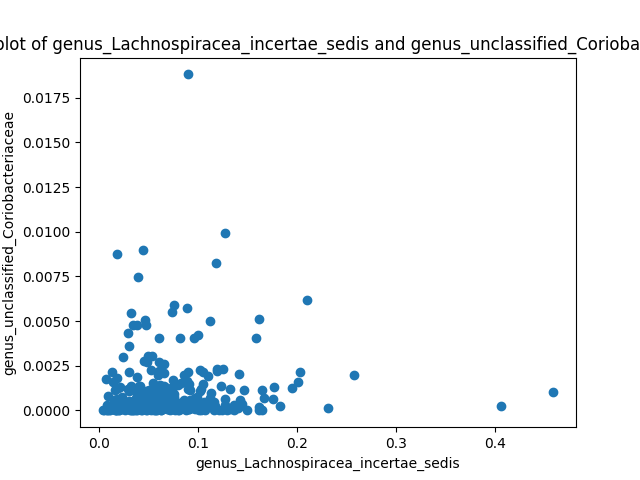 plot of genus_Lachnospiracea_incertae_sedis and genus_unclassified_Corioba
0.0175
0.0150
0.0125
0.0100
0.0075
0.0050
0.0025
0.0000
genus_unclassified_Coriobacteriaceae
0.0 0.1 0.2 0.3 0.4
genus_Lachnospiracea_incertae_sedis